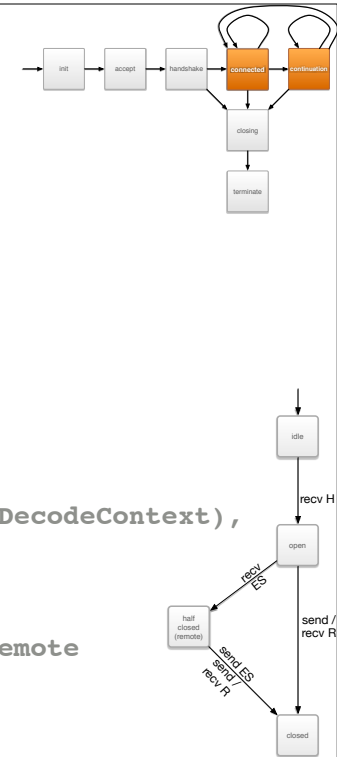 init
accept
handshake
connected
continuation
closing
terminate
idle
recv H
DecodeContext),
open
recv
ES
half
closed
(remote)
send /
recv R
emote
send ES
send /
recv R
closed